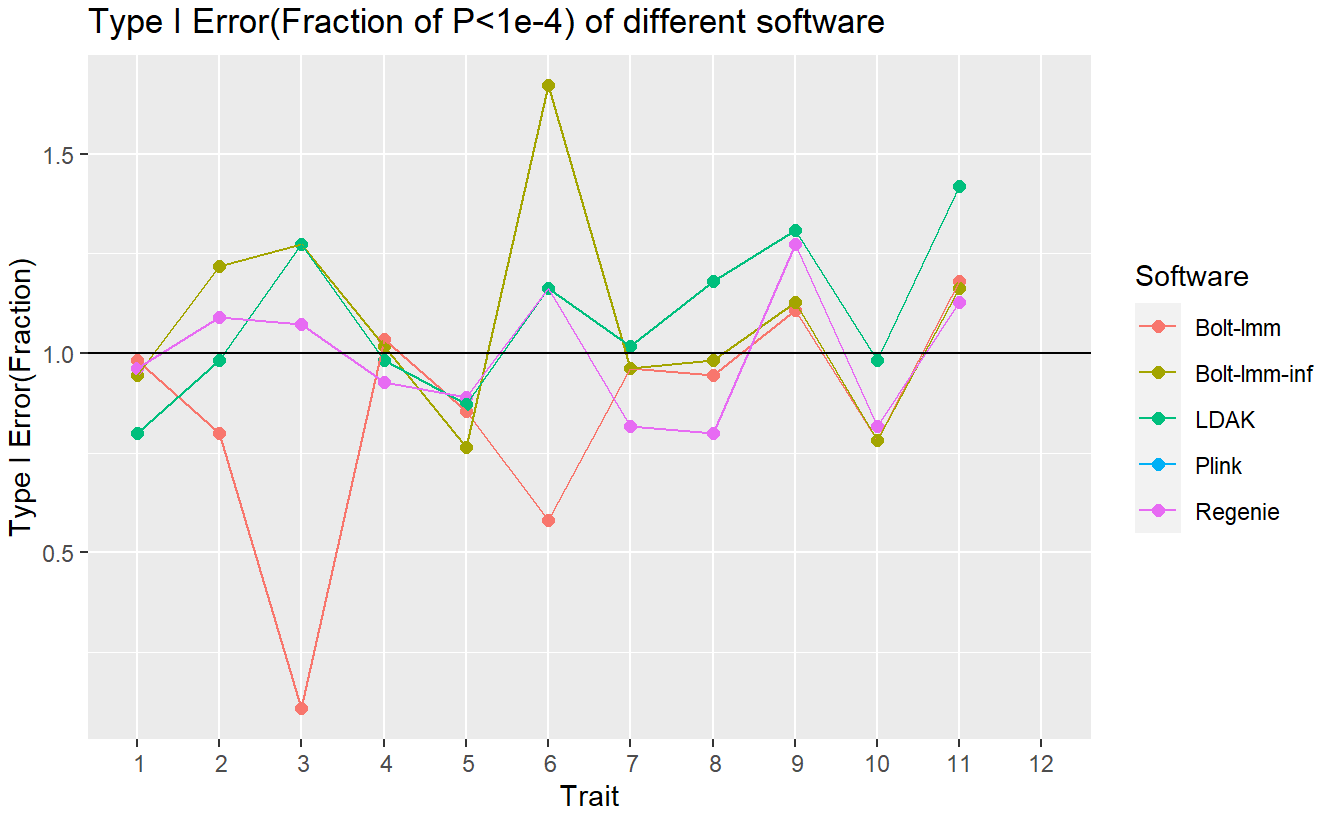 Type I Error(Fraction of P<1e-4) of different software
Type I Error(Fraction)
1.5
1.0
0.5
1 2 3 4 5 6 7 8 9 10 11 12
Trait
Software
Bolt-lmm
Bolt-lmm-inf
LDAK
Plink
Regenie